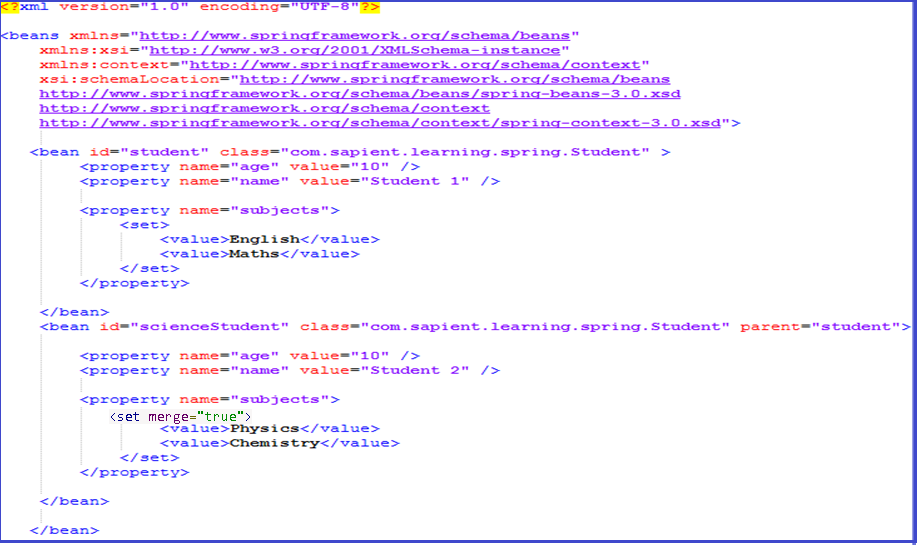 <?xml version="1.0" encoding="UTF-8"?>
<beans xmlns="http://www.springframework.org/schema/beans"
xmlns:xsi="http://www.w3.org/2001/XMLSchema-instance"
xmlns:context="http://www.springframework.org/schema/context"
xsi:schemaLocation="http://www.springframework.org/schema/beans
http://www.springframework.org/schema/beans/spring-beans-3.0.xsd
http://www.springframework.org/schema/context
http://www.springframework.org/schema/context/spring-context-3.0.xsd">
<bean id="student" class="com.sapient.learning.spring.Student" >
<property name="age" value="10" />
<property name="name" value="Student 1" />
<property name="subjects">
<set>
<value>English</value>
<value>Maths</value>
</set>
</property>
</bean>
<bean id="scienceStudent" class="com.sapient.learning.spring.Student" parent="student">
<property name="age" value="10" />
<property name="name" value="Student 2" />
<property name="subjects">
<set merge="true">
<value>Physics</value>
<value>Chemistry</value>
</set>
</property>
</bean>
</bean>